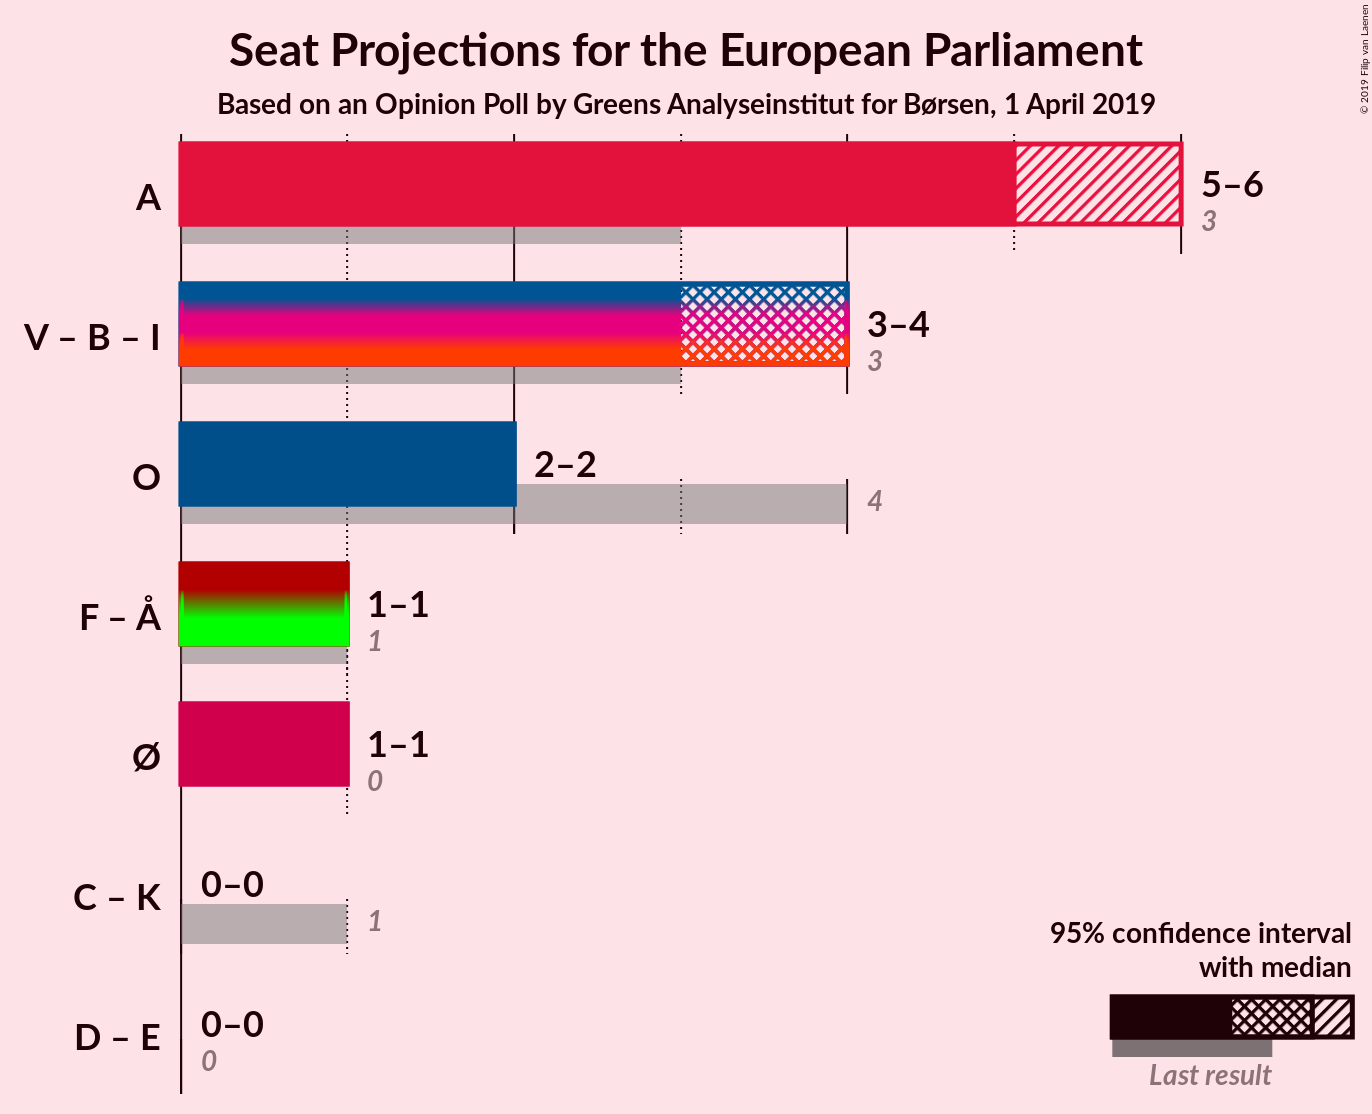 Seat Projections for the European Parliament
Based on an Opinion Poll by Greens Analyseinstitut for Børsen, 1 April 2019
© 2019 Filip van Laenen
A
5–6
3
V – B – I
3–4
3
O
2–2
4
F – Å
1–1
1
Ø
1–1
0
C – K
0–0
1
D – E
0–0
0
95% confidence interval
with median
Last result